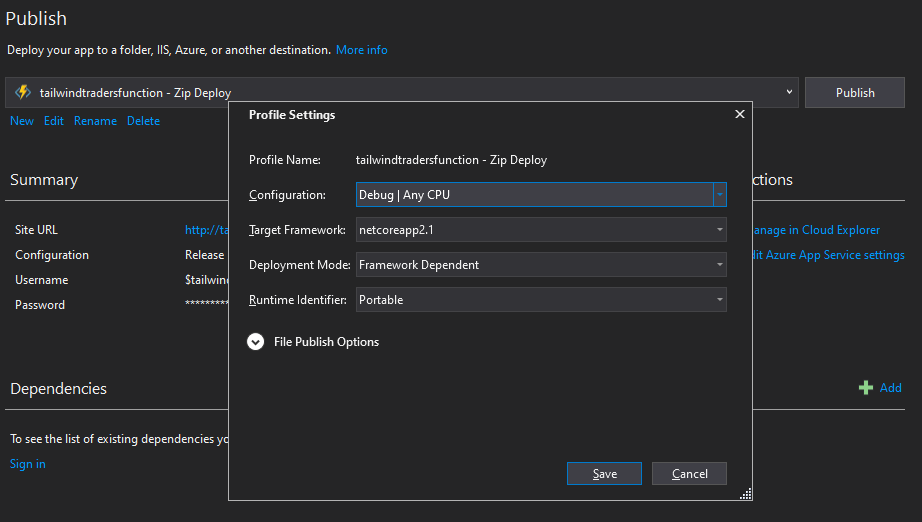 Publish
Deploy your app to a folder, IIS, Azure, or another destination. More info
tailwindtradersfunction - Zip Deploy
Publish
New Edit Rename Delete
Profile Settings
Profile Name: tailwindtradersfunction - Zip Deploy
Configuration: Debug | Any CPU
Target Framework: netcoreapp2.1
Deployment Mode: Framework Dependent
Runtime Identifier: Portable
File Publish Options
Save Cancel
Summary
Site URL http://ta
Configuration Release
Username $tailwind
Password *********
ctions
anage in Cloud Explorer
dit Azure App Service settings
Dependencies
Add
To see the list of existing dependencies yo
Sign in